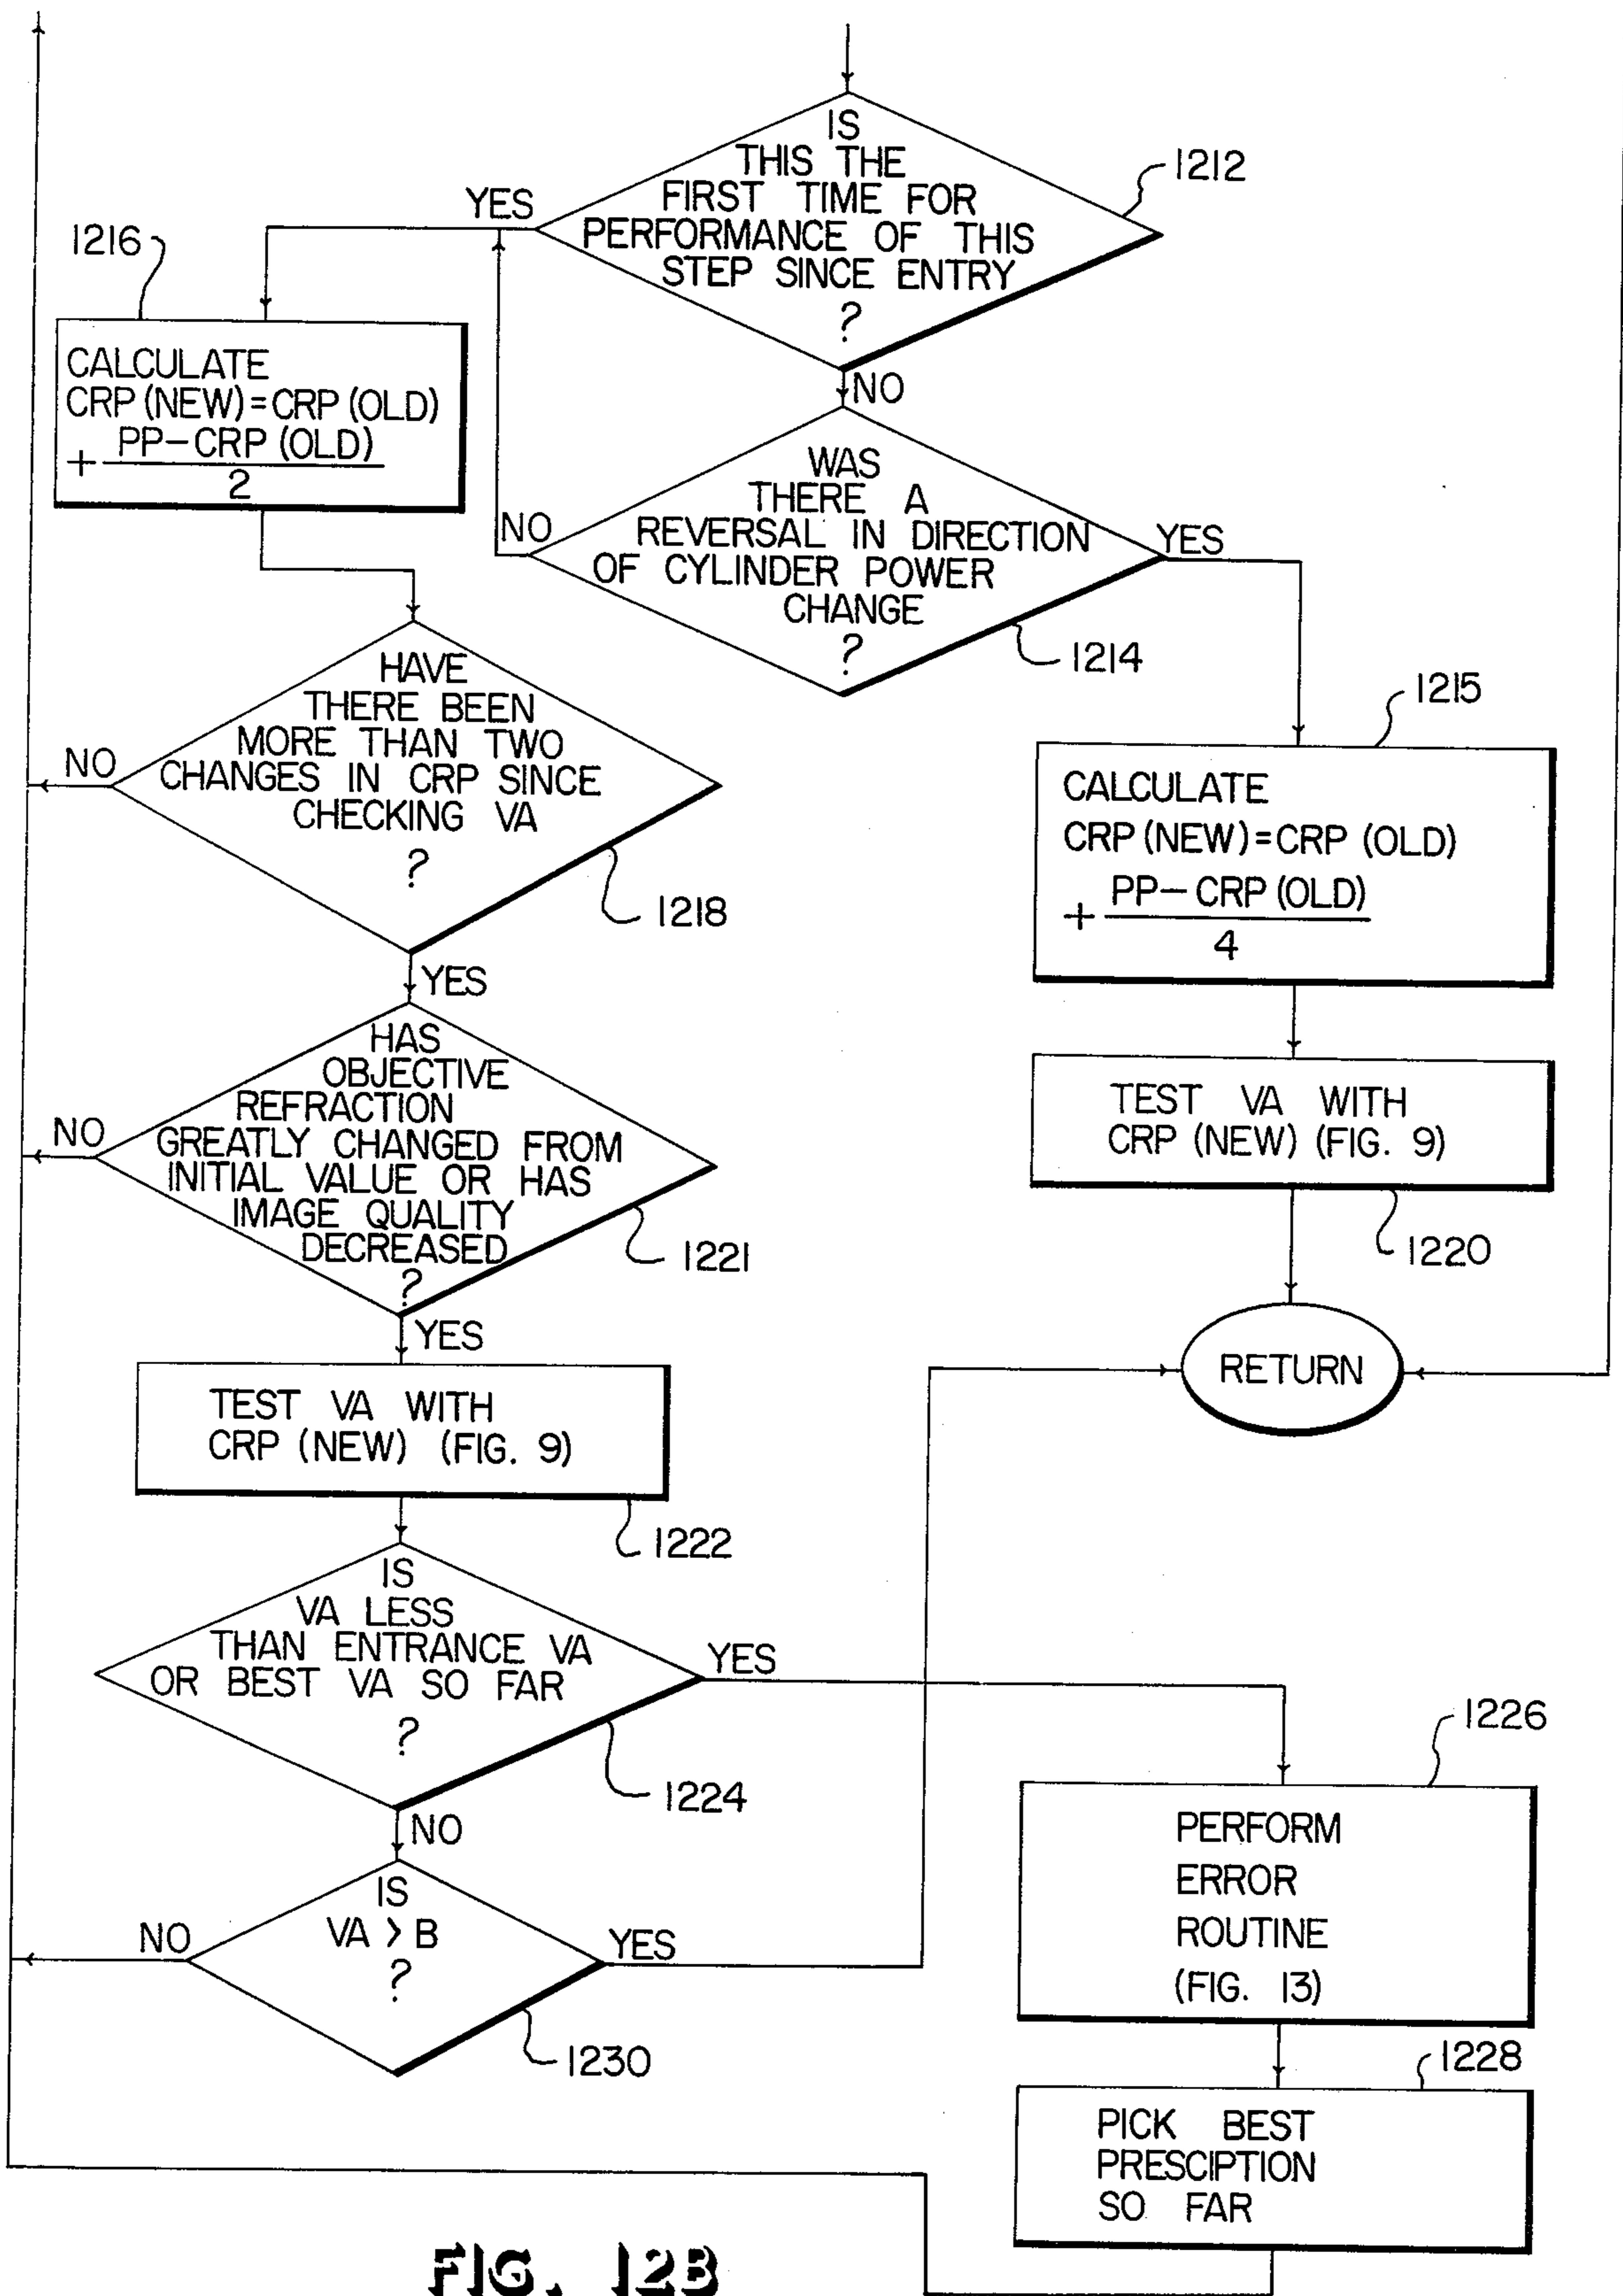 IS
THIS THE
FIRST TIME FOR
PERFORMANCE OF THIS
STEP SINCE ENTRY
?
1212
YES
NO
1216
CALCULATE
CRP (NEW)=CRP (OLD)
+ PP-CRP (OLD)
2
WAS
THERE A
REVERSAL IN DIRECTION
OF CYLINDER POWER
CHANGE
?
1214
NO
YES
1215
CALCULATE
CRP (NEW)=CRP (OLD)
+ PP-CRP (OLD)
4
HAVE
THERE BEEN
MORE THAN TWO
CHANGES IN CRP SINCE
CHECKING VA
?
1218
NO
YES
TEST VA WITH
CRP (NEW) (FIG. 9)
1220
RETURN
HAS
OBJECTIVE
REFRACTION
GREATLY CHANGED FROM
INITIAL VALUE OR HAS
IMAGE QUALITY
DECREASED
?
1221
NO
YES
TEST VA WITH
CRP (NEW) (FIG. 9)
1222
IS
VA LESS
THAN ENTRANCE VA
OR BEST VA SO FAR
?
1224
YES
NO
1226
PERFORM
ERROR
ROUTINE
(FIG. 13)
IS
VA > B
?
1230
NO
YES
1228
PICK BEST
PRESCIPTION
SO FAR
FIG. 12B